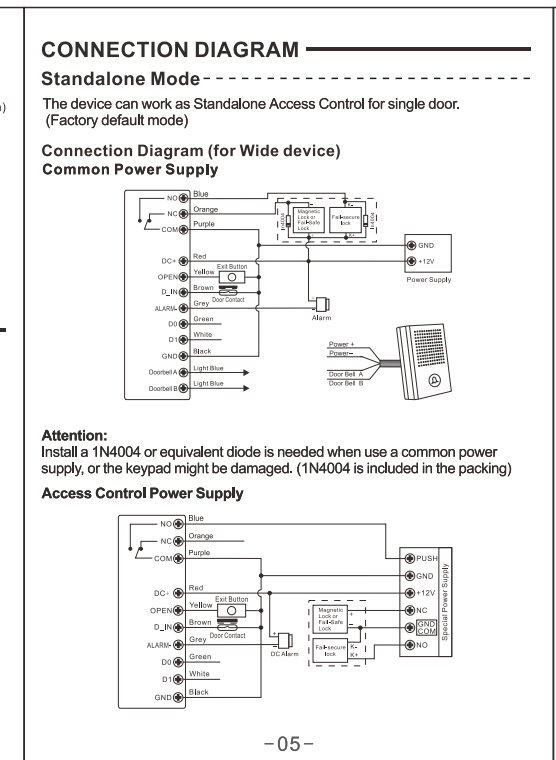 CONNECTION DIAGRAM
Standalone Mode
The device can work as Standalone Access Control for single door.
(Factory default mode)
Connection Diagram (for Wide device)
Common Power Supply
NO Blue
NC Orange
COM Purple
DC+ Red
OPEN Yellow Exit Button
D_IN Brown
Door Contact
ALARM- Grey
D0 Green
D1 White
GND Black
Doorbell A Light Blue
Doorbell B Light Blue
1N4004
Magnetic
Lock or
Fail-Safe
Lock
-
+
K-
Fail-secure
lock
K+
1N4004
Alarm
GND
+12V
Power Supply
Power +
Power-
Door Bell A
Door Bell B
Attention:
Install a 1N4004 or equivalent diode is needed when use a common power
supply, or the keypad might be damaged. (1N4004 is included in the packing)
Access Control Power Supply
NO Blue
NC Orange
COM Purple
DC+ Red
OPEN Yellow Exit Button
D_IN Brown
Door Contact
ALARM- Grey
D0 Green
D1 White
GND Black
+
-
DC Alarm
Magnetic
Lock or
Fail-Safe
Lock
+
-
Fail-secure
lock
K-
K+
PUSH
GND
+12V
NC
GND
COM
NO
Special Power Supply
-05-